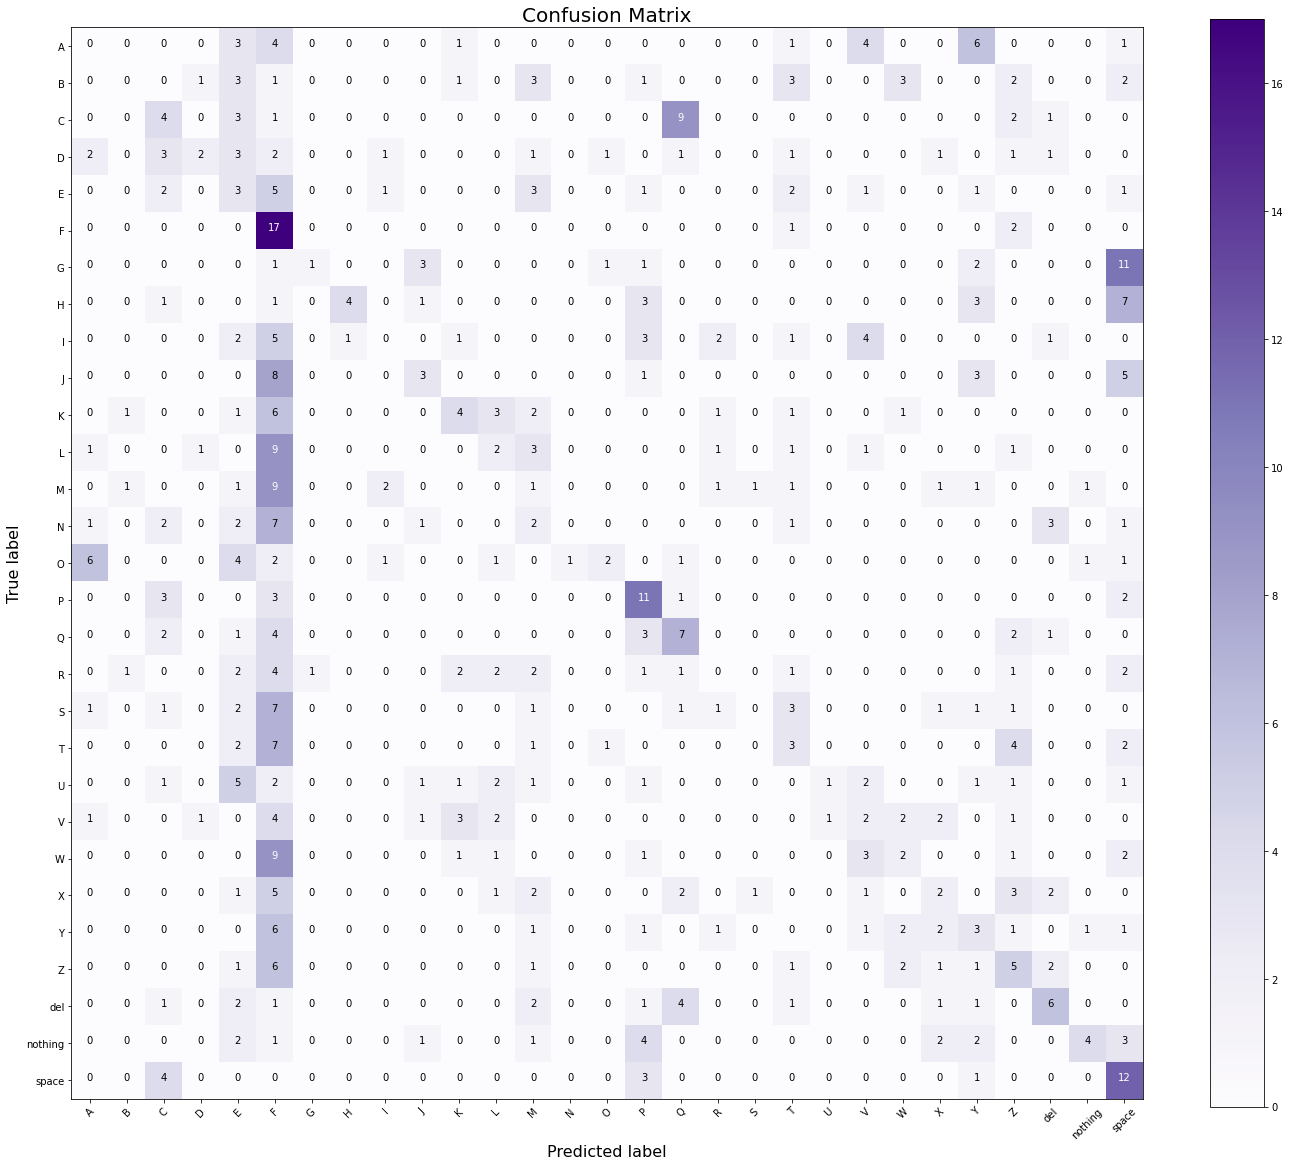 Confusion Matrix
A 0 0 0 0 3 4 0 0 0 0 1 0 0 0 0 0 0 0 0 1 0 4 0 0 6 0 0 0 1
B 0 0 0 1 3 1 0 0 0 0 1 0 3 0 0 1 0 0 0 3 0 0 3 0 0 2 0 0 2
C 0 0 4 0 3 1 0 0 0 0 0 0 0 0 0 0 9 0 0 0 0 0 0 0 0 2 1 0 0
D 2 0 3 2 3 2 0 0 1 0 0 0 1 0 1 0 1 0 0 1 0 0 0 1 0 1 1 0 0
E 0 0 2 0 3 5 0 0 1 0 0 0 3 0 0 1 0 0 0 2 0 1 0 0 1 0 0 0 1
F 0 0 0 0 0 17 0 0 0 0 0 0 0 0 0 0 0 0 0 1 0 0 0 0 0 2 0 0 0
G 0 0 0 0 0 1 1 0 0 3 0 0 0 0 1 1 0 0 0 0 0 0 0 0 2 0 0 0 11
H 0 0 1 0 0 1 0 4 0 1 0 0 0 0 0 3 0 0 0 0 0 0 0 0 3 0 0 0 7
I 0 0 0 0 2 5 0 1 0 0 1 0 0 0 0 3 0 2 0 1 0 4 0 0 0 0 1 0 0
J 0 0 0 0 0 8 0 0 0 3 0 0 0 0 0 1 0 0 0 0 0 0 0 0 3 0 0 0 5
K 0 1 0 0 1 6 0 0 0 0 4 3 2 0 0 0 0 1 0 1 0 0 1 0 0 0 0 0 0
L 1 0 0 1 0 9 0 0 0 0 0 2 3 0 0 0 0 1 0 1 0 1 0 0 0 1 0 0 0
M 0 1 0 0 1 9 0 0 2 0 0 0 1 0 0 0 0 1 1 1 0 0 0 1 1 0 0 1 0
N 1 0 2 0 2 7 0 0 0 1 0 0 2 0 0 0 0 0 0 1 0 0 0 0 0 0 3 0 1
O 6 0 0 0 4 2 0 0 1 0 0 1 0 1 2 0 1 0 0 0 0 0 0 0 0 0 0 1 1
P 0 0 3 0 0 3 0 0 0 0 0 0 0 0 0 11 1 0 0 0 0 0 0 0 0 0 0 0 2
Q 0 0 2 0 1 4 0 0 0 0 0 0 0 0 0 3 7 0 0 0 0 0 0 0 0 2 1 0 0
R 0 1 0 0 2 4 1 0 0 0 2 2 2 0 0 1 1 0 0 1 0 0 0 0 0 1 0 0 2
S 1 0 1 0 2 7 0 0 0 0 0 0 1 0 0 0 1 1 0 3 0 0 0 1 1 1 0 0 0
T 0 0 0 0 2 7 0 0 0 0 0 0 1 0 1 0 0 0 0 3 0 0 0 0 0 4 0 0 2
U 0 0 1 0 5 2 0 0 0 1 1 2 1 0 0 1 0 0 0 0 1 2 0 0 1 1 0 0 1
V 1 0 0 1 0 4 0 0 0 1 3 2 0 0 0 0 0 0 0 0 1 2 2 2 0 1 0 0 0
W 0 0 0 0 0 9 0 0 0 0 1 1 0 0 0 1 0 0 0 0 0 3 2 0 0 1 0 0 2
X 0 0 0 0 1 5 0 0 0 0 0 1 2 0 0 0 2 0 1 0 0 1 0 2 0 3 2 0 0
Y 0 0 0 0 0 6 0 0 0 0 0 0 1 0 0 1 0 1 0 0 0 1 2 2 3 1 0 1 1
Z 0 0 0 0 1 6 0 0 0 0 0 0 1 0 0 0 0 0 0 1 0 0 2 1 1 5 2 0 0
del 0 0 1 0 2 1 0 0 0 0 0 0 2 0 0 1 4 0 0 1 0 0 0 1 1 0 6 0 0
nothing 0 0 0 0 2 1 0 0 0 1 0 0 1 0 0 4 0 0 0 0 0 0 0 2 2 0 0 4 3
space 0 0 4 0 0 0 0 0 0 0 0 0 0 0 0 3 0 0 0 0 0 0 0 0 1 0 0 0 12
A B C D E F G H I J K L M N O P Q R S T U V W X Y Z del nothing space
Predicted label
True label
16
14
12
10
8
6
4
2
0